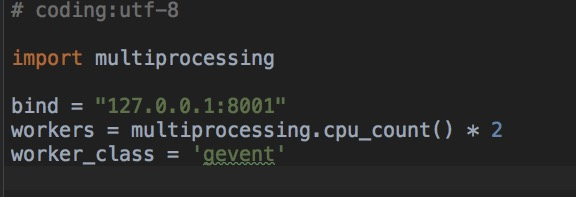 # coding:utf-8
import multiprocessing
bind = "127.0.0.1:8001"
workers = multiprocessing.cpu_count() * 2
worker_class = 'gevent'